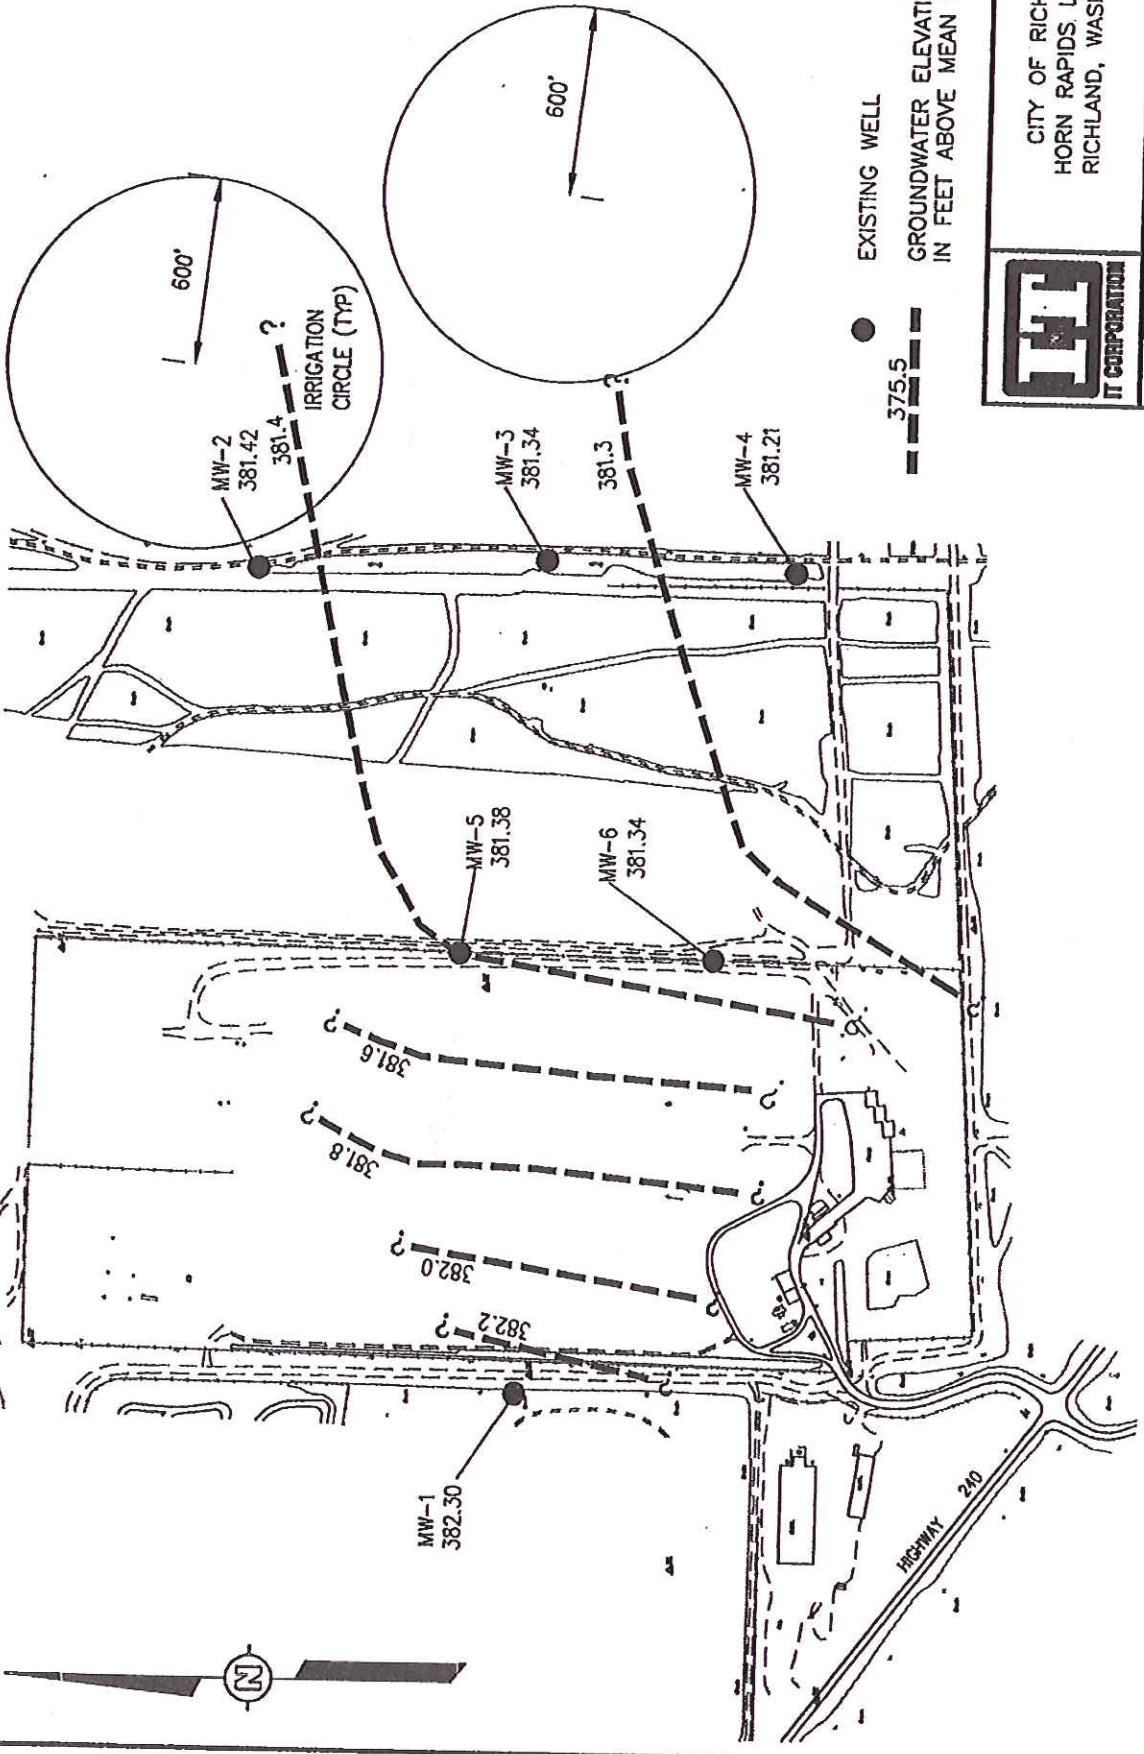 600'
600'
IRRIGATION
CIRCLE (TYP)
?
381.4
MW-2
381.42
MW-3
381.34
?
381.3
MW-4
381.21
MW-5
381.38
MW-6
381.34
?
381.6
?
?
381.8
?
?
382.0
?
?
382.2
?
MW-1
382.30
N
HIGHWAY 240
EXISTING WELL
375.5
GROUNDWATER ELEVATI
IN FEET ABOVE MEAN
IT
IT CORPORATION
CITY OF RICH
HORN RAPIDS L
RICHLAND, WAS